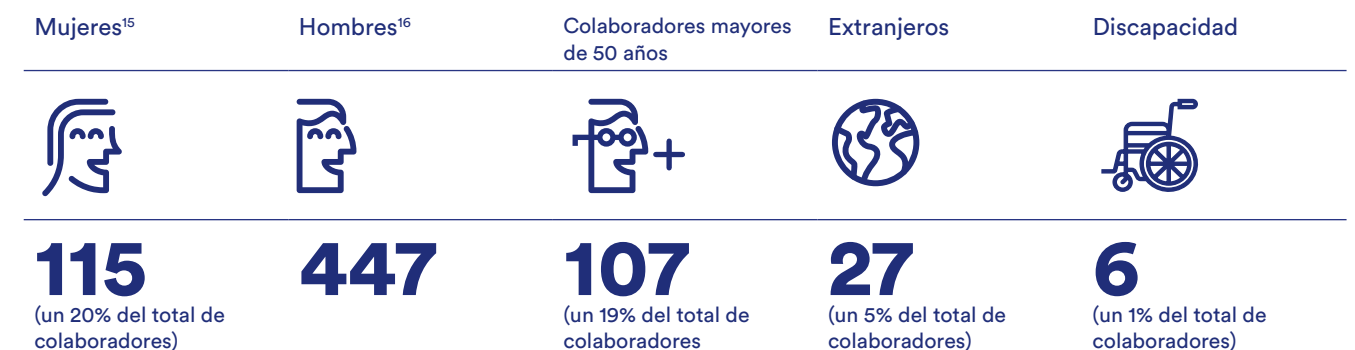 Mujeres¹⁵
Hombres¹⁶
Colaboradores mayores
de 50 años
Extranjeros
Discapacidad
115
(un 20% del total de
colaboradores)
447
107
(un 19% del total de
colaboradores
27
(un 5% del total de
colaboradores)
6
(un 1% del total de
colaboradores)